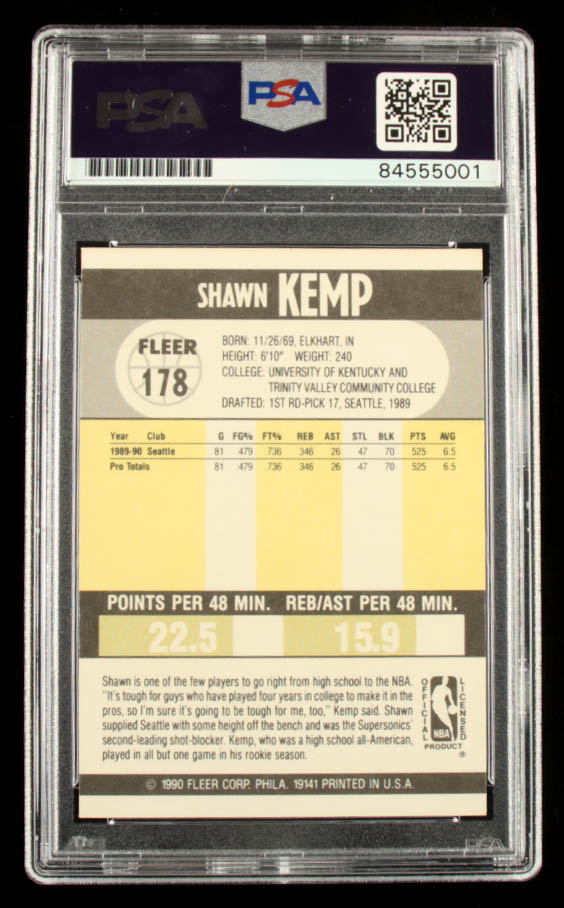 PSA
PSA
84555001
SHAWN KEMP
FLEER
178
BORN: 11/26/69, ELKHART, IN
HEIGHT: 6'10" WEIGHT: 240
COLLEGE: UNIVERSITY OF KENTUCKY AND
TRINITY VALLEY COMMUNITY COLLEGE
DRAFTED: 1ST RD-PICK 17, SEATTLE, 1989
Year Club G FG% FT% REB AST STL BLK PTS AVG
1989-90 Seattle 81 .479 .736 346 26 47 70 525 6.5
Pro Totals 81 .479 .736 346 26 47 70 525 6.5
POINTS PER 48 MIN. REB/AST PER 48 MIN.
22.5 15.9
Shawn is one of the few players to go right from high school to the NBA.
"It's tough for guys who have played four years in college to make it in the
pros, so I'm sure it's going to be tough for me, too," Kemp said. Shawn
supplied Seattle with some height off the bench and was the Supersonics'
second-leading shot-blocker. Kemp, who was a high school all-American,
played in all but one game in his rookie season.
OFFICIAL
LICENSED
NBA
PRODUCT ®
© 1990 FLEER CORP. PHILA. 19141 PRINTED IN U.S.A.
PSA